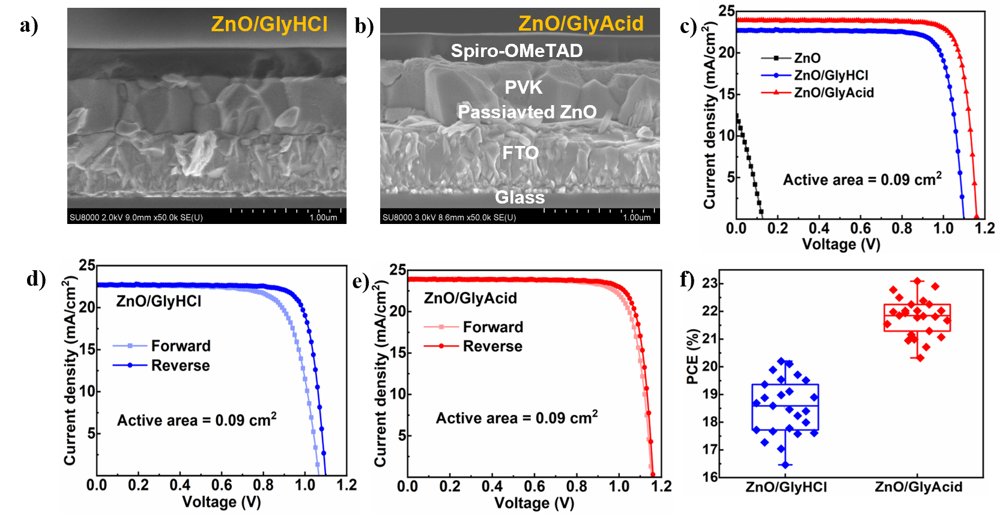 a)
ZnO/GlyHCl
SU8000 2.0kV 9.0mm x50.0k SE(U)
1.00um
b)
ZnO/GlyAcid
Spiro-OMeTAD
PVK
Passiavted ZnO
FTO
Glass
SU8000 3.0kV 8.6mm x50.0k SE(U)
1.00um
c)
Current density (mA/cm²)
25
20
15
10
5
ZnO
ZnO/GlyHCl
ZnO/GlyAcid
Active area = 0.09 cm²
0.0 0.2 0.4 0.6 0.8 1.0 1.2
Voltage (V)
d)
Current density (mA/cm²)
25
20
15
10
5
ZnO/GlyHCl
Forward
Reverse
Active area = 0.09 cm²
0.0 0.2 0.4 0.6 0.8 1.0 1.2
Voltage (V)
e)
Current density (mA/cm²)
25
20
15
10
5
ZnO/GlyAcid
Forward
Reverse
Active area = 0.09 cm²
0.0 0.2 0.4 0.6 0.8 1.0 1.2
Voltage (V)
f)
PCE (%)
23
22
21
20
19
18
17
16
ZnO/GlyHCl
ZnO/GlyAcid